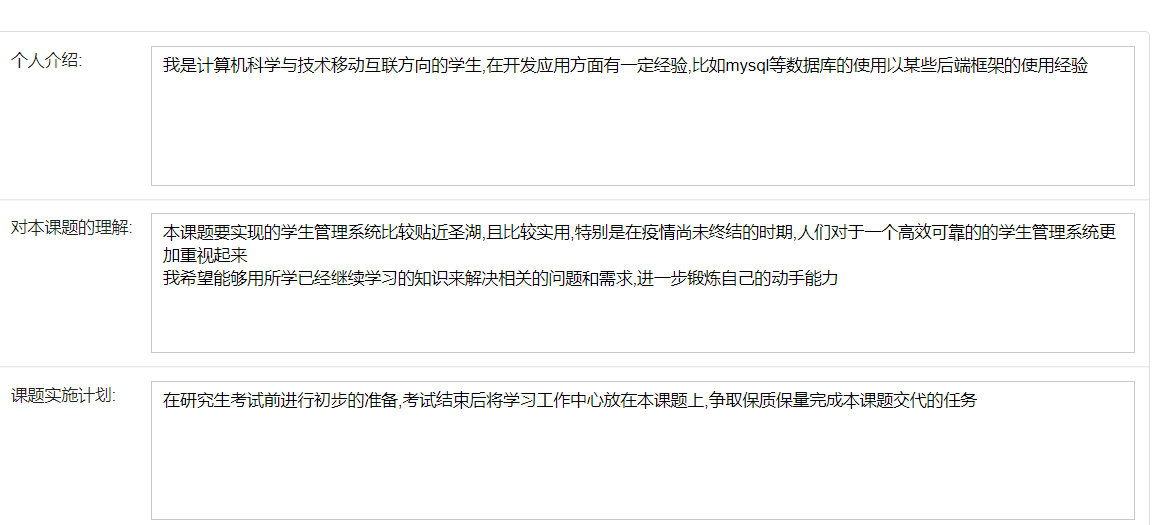 个人介绍:
我是计算机科学与技术移动互联方向的学生,在开发应用方面有一定经验,比如mysql等数据库的使用以某些后端框架的使用经验
对本课题的理解:
本课题要实现的学生管理系统比较贴近圣湖,且比较实用,特别是在疫情尚未终结的时期,人们对于一个高效可靠的的学生管理系统更
加重视起来
我希望能够用所学已经继续学习的知识来解决相关的问题和需求,进一步锻炼自己的动手能力
课题实施计划:
在研究生考试前进行初步的准备,考试结束后将学习工作中心放在本课题上,争取保质保量完成本课题交代的任务